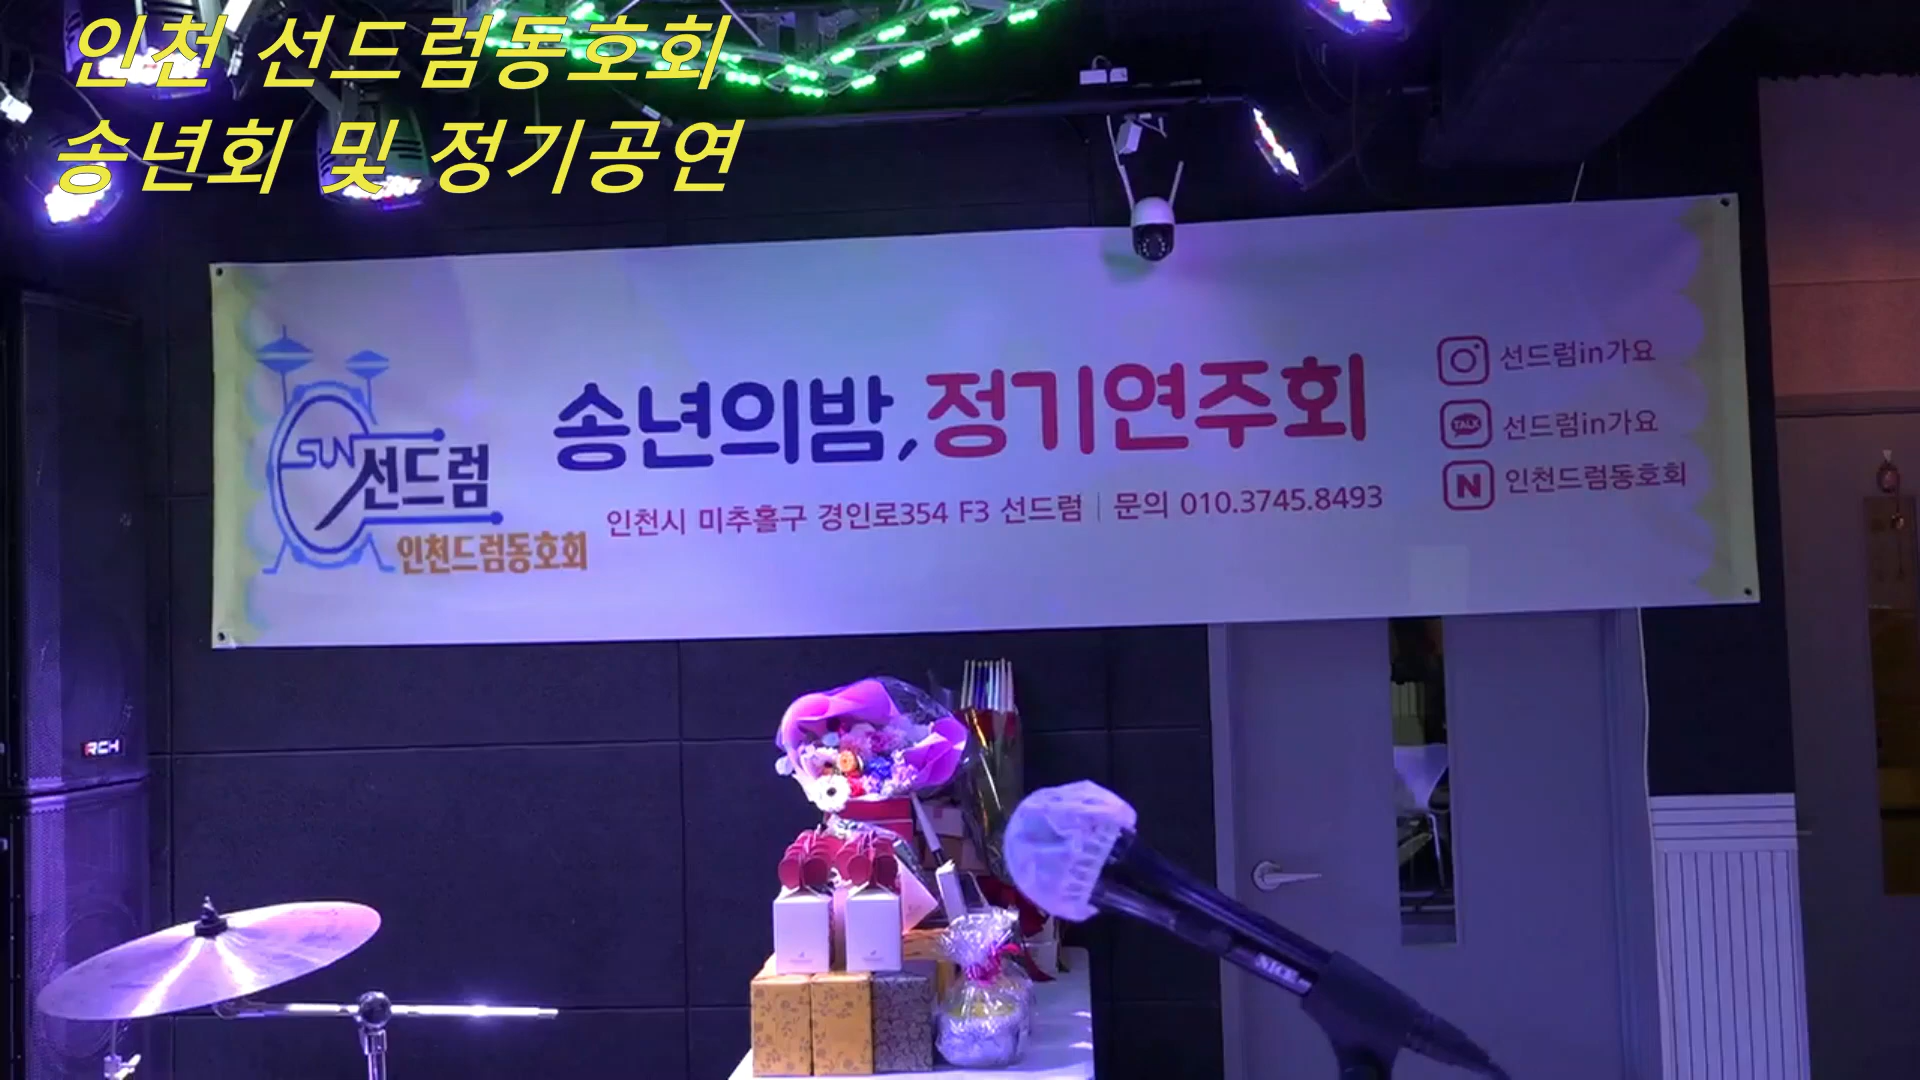 인천 선드럼동호회
송년회 및 정기공연
송년의밤, 정기연주회
인천시 미추홀구 경인로354 F3 선드럼 | 문의 010.3745.8493
SUN
선드럼
인천드럼동호회
선드럼in가요
TALK
선드럼in가요
N
인천드럼동호회
RCH